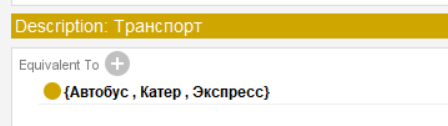 Description: Транспорт
Equivalent To
{Автобус , Катер , Экспресс}